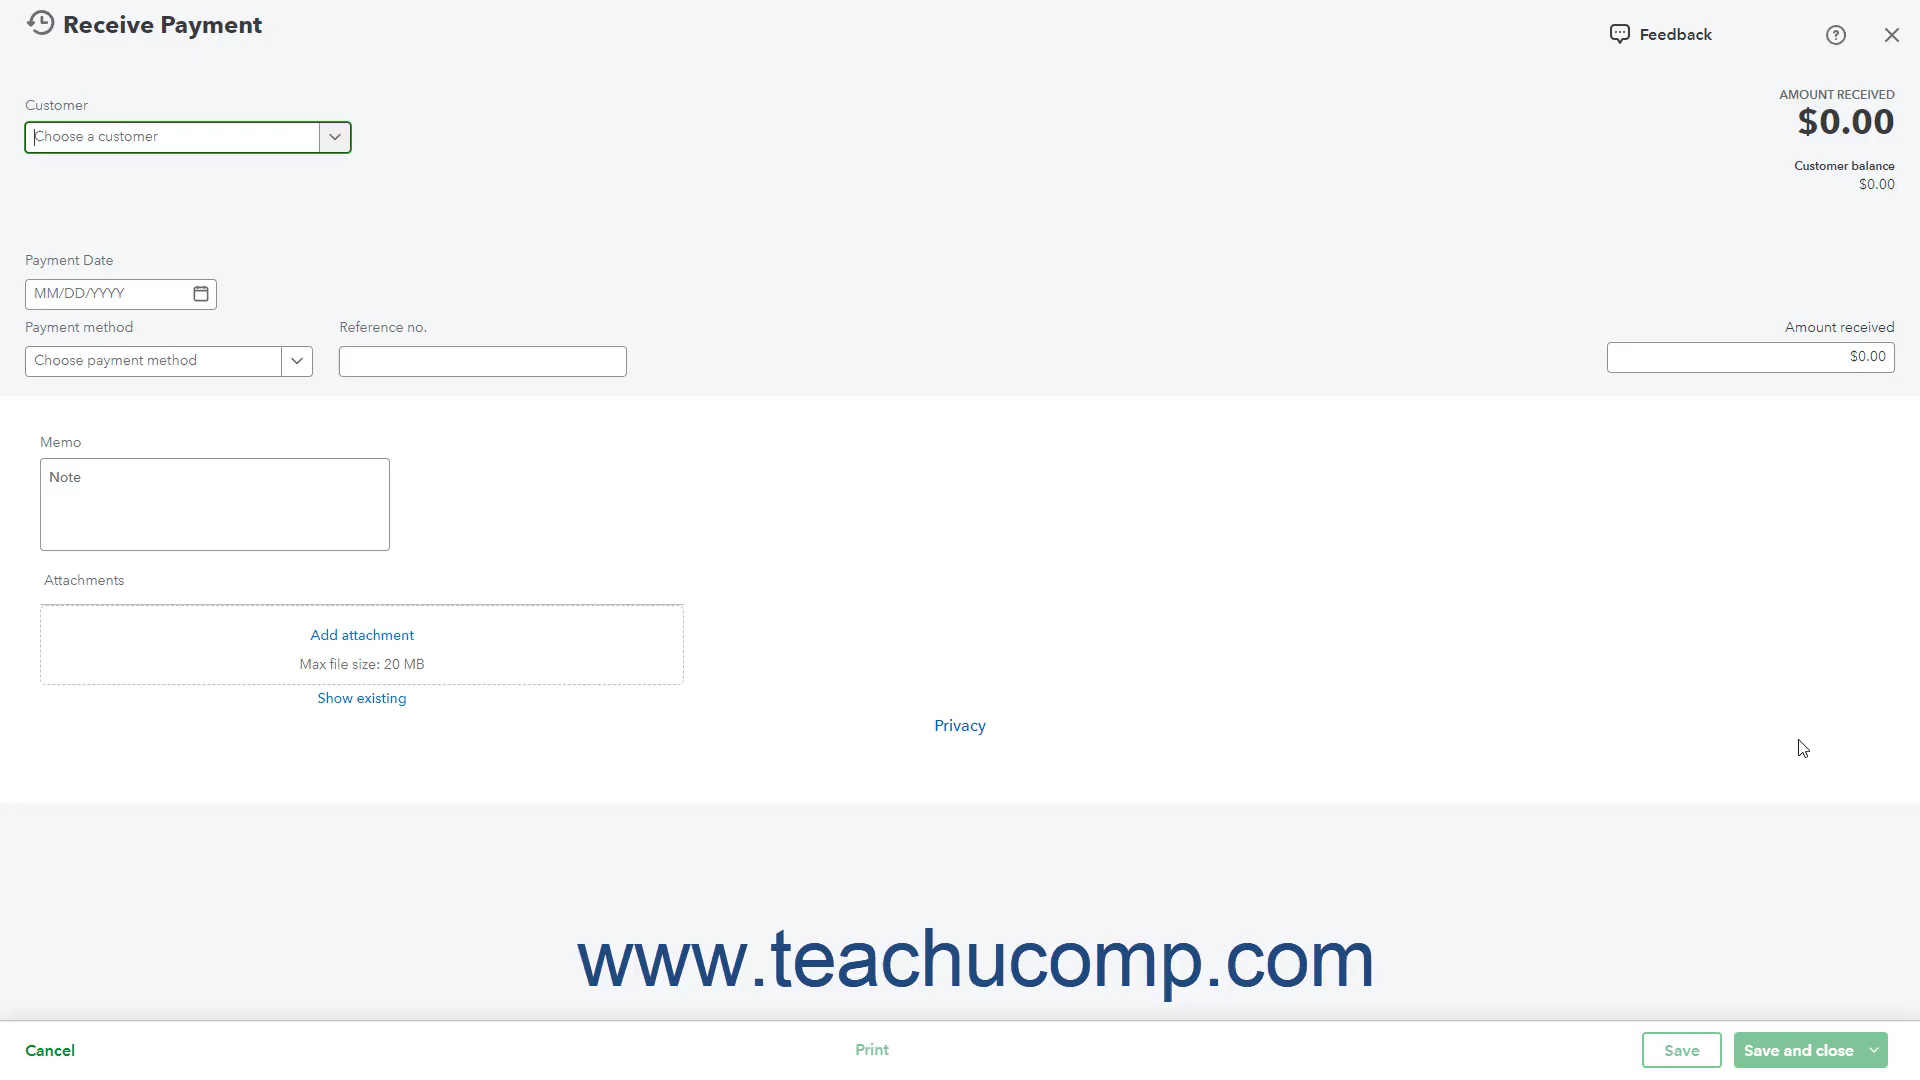 Receive Payment
Feedback
Customer
Choose a customer
AMOUNT RECEIVED
$0.00
Customer balance
$0.00
Payment Date
MM/DD/YYYY
Payment method
Reference no.
Amount received
Choose payment method
$0.00
Memo
Note
Attachments
Add attachment
Max file size: 20 MB
Show existing
Privacy
www.teachucomp.com
Cancel
Print
Save
Save and close